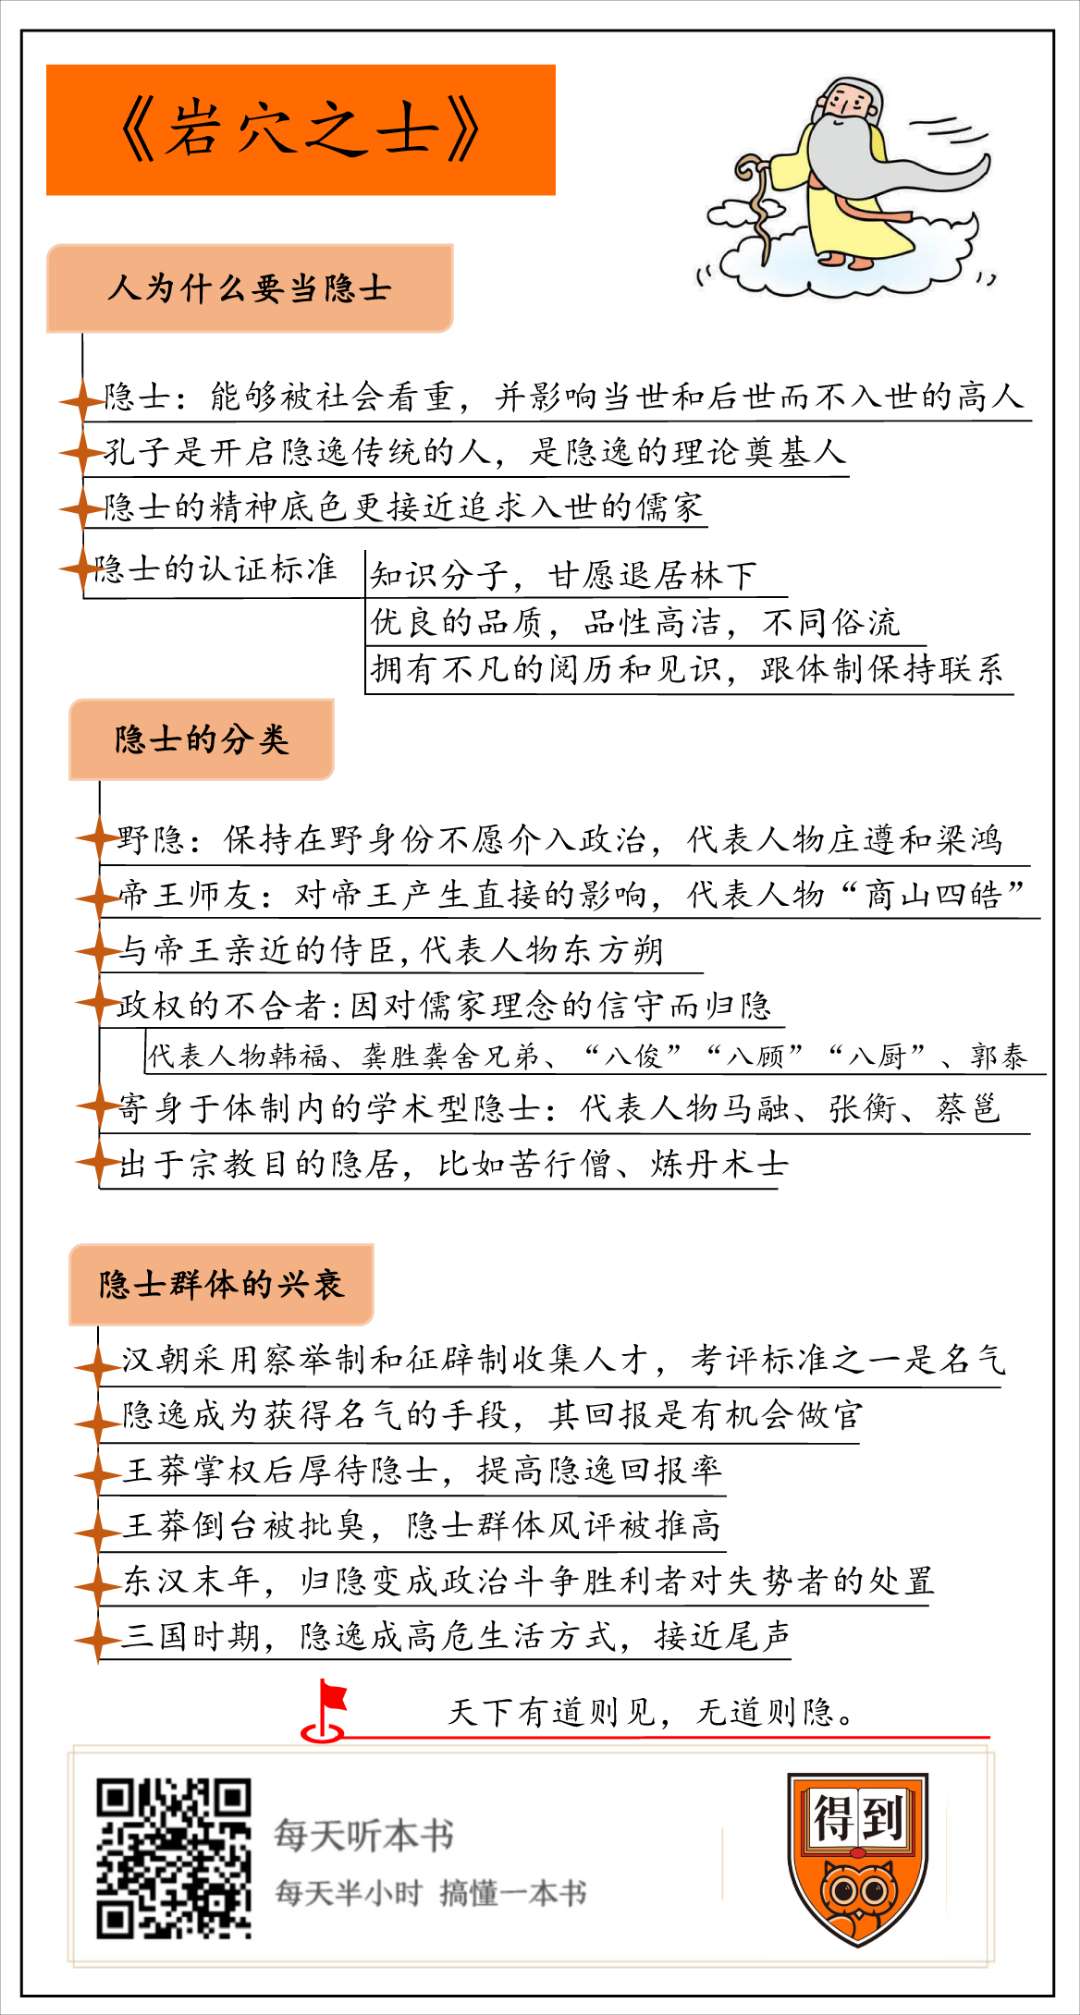 《岩穴之士》
人为什么要当隐士
隐士：能够被社会看重，并影响当世和后世而不入世的高人
孔子是开启隐逸传统的人，是隐逸的理论奠基人
隐士的精神底色更接近追求入世的儒家
隐士的认证标准
知识分子，甘愿退居林下
优良的品质，品性高洁，不同俗流
拥有不凡的阅历和见识，跟体制保持联系
隐士的分类
野隐：保持在野身份不愿介入政治，代表人物庄遵和梁鸿
帝王师友：对帝王产生直接的影响，代表人物“商山四皓”
与帝王亲近的侍臣,代表人物东方朔
政权的不合者:因对儒家理念的信守而归隐
代表人物韩福、龚胜龚舍兄弟、“八俊”“八顾”“八厨”、郭泰
寄身于体制内的学术型隐士：代表人物马融、张衡、蔡邕
出于宗教目的隐居，比如苦行僧、炼丹术士
隐士群体的兴衰
汉朝采用察举制和征辟制收集人才，考评标准之一是名气
隐逸成为获得名气的手段，其回报是有机会做官
王莽掌权后厚待隐士，提高隐逸回报率
王莽倒台被批臭，隐士群体风评被推高
东汉末年，归隐变成政治斗争胜利者对失势者的处置
三国时期，隐逸成高危生活方式，接近尾声
天下有道则见，无道则隐。
每天听本书
每天半小时 搞懂一本书
得到